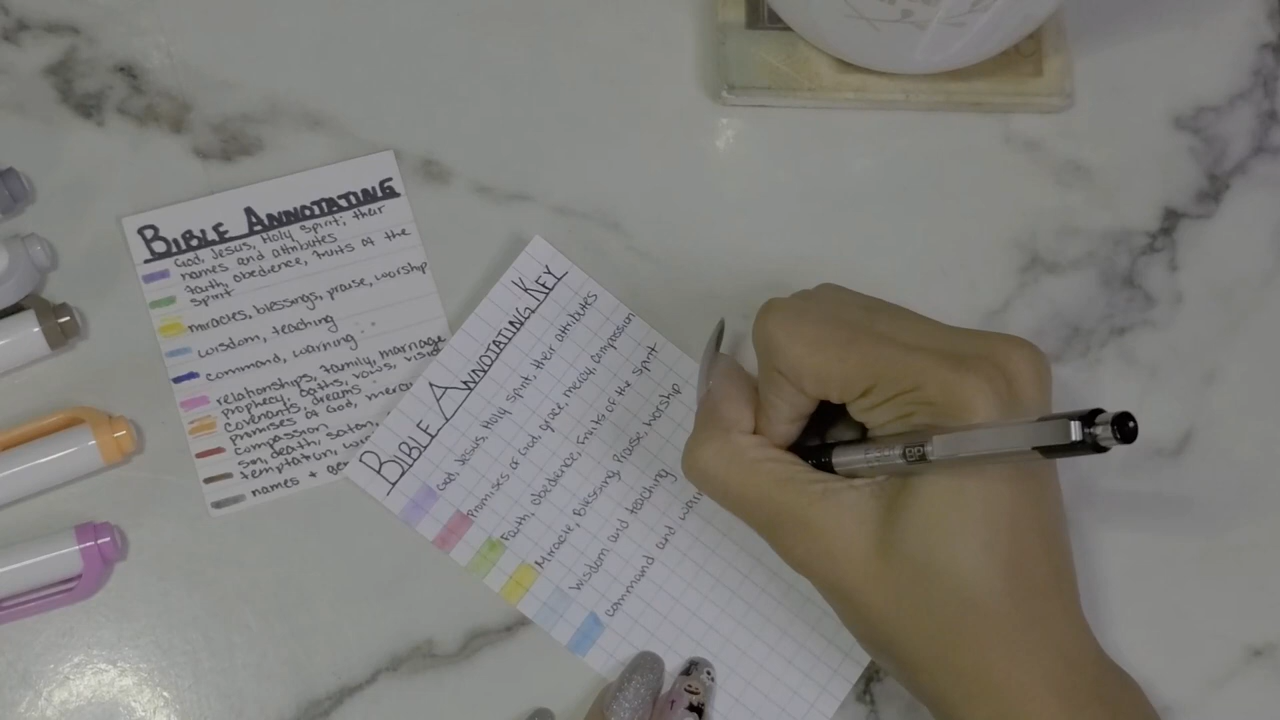 BIBLE ANNOTATING
God, Jesus, Holy Spirit; their
names and attributes
faith, obedience, fruits of the
spirit
miracles, blessings, praise, worship
wisdom, teaching
command, warning
relationships, family, marriage
prophecy, oaths, vows,
covenants, dreams
promises of God,
compassion
sin, death, satan,
temptation,
names +
BIBLE ANNOTATING KEY
God, Jesus, Holy Spirit, their attributes
Promises of God, grace, mercy, compassion
Faith, obedience, Fruits of the Spirit
Miracle, Blessing, Praise, worship
Wisdom and teaching
command and